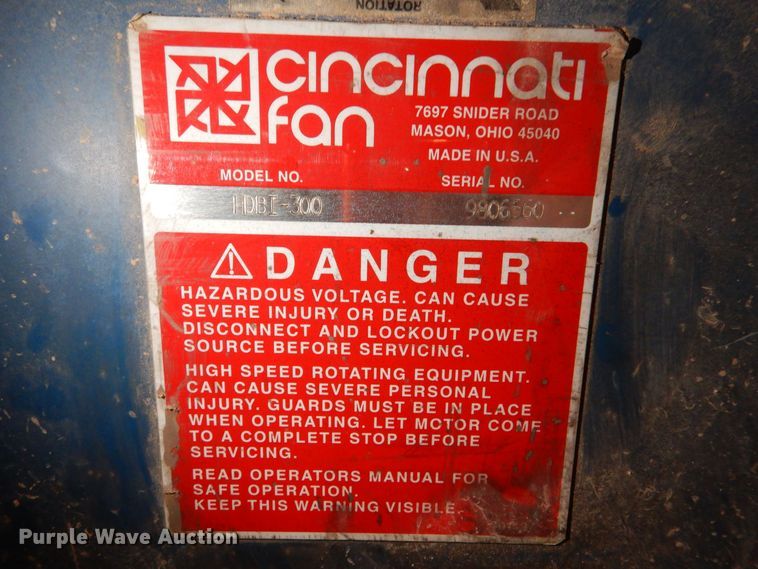 ROTATION
cincinnati
fan
7697 SNIDER ROAD
MASON, OHIO 45040
MADE IN U.S.A.
MODEL NO. SERIAL NO.
HDBI-300 9806560
DANGER
HAZARDOUS VOLTAGE. CAN CAUSE
SEVERE INJURY OR DEATH.
DISCONNECT AND LOCKOUT POWER
SOURCE BEFORE SERVICING.
HIGH SPEED ROTATING EQUIPMENT.
CAN CAUSE SEVERE PERSONAL
INJURY. GUARDS MUST BE IN PLACE
WHEN OPERATING. LET MOTOR COME
TO A COMPLETE STOP BEFORE
SERVICING.
READ OPERATORS MANUAL FOR
SAFE OPERATION.
KEEP THIS WARNING VISIBLE.
Purple Wave Auction